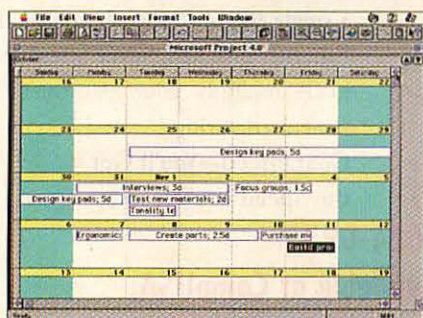 File Edit View Insert Format Tools Window
Microsoft Project 4.0
Sunday Monday Tuesday Wednesday Thursday Friday Saturday
16 17 18 19 20 21 22
23 24 25 26 27 28 29
Design key pads, 5d
30 31 Nov 1 2 3 4 5
Interviews; 3d Focus groups; 1.5d
Design key pads; 5d Test new materials; 2d
Tonality te
6 7 8 9 10 11 12
Ergonomics Create parts; 2.5d Purchase m
Build pro
13 14 15 16 17 18 19